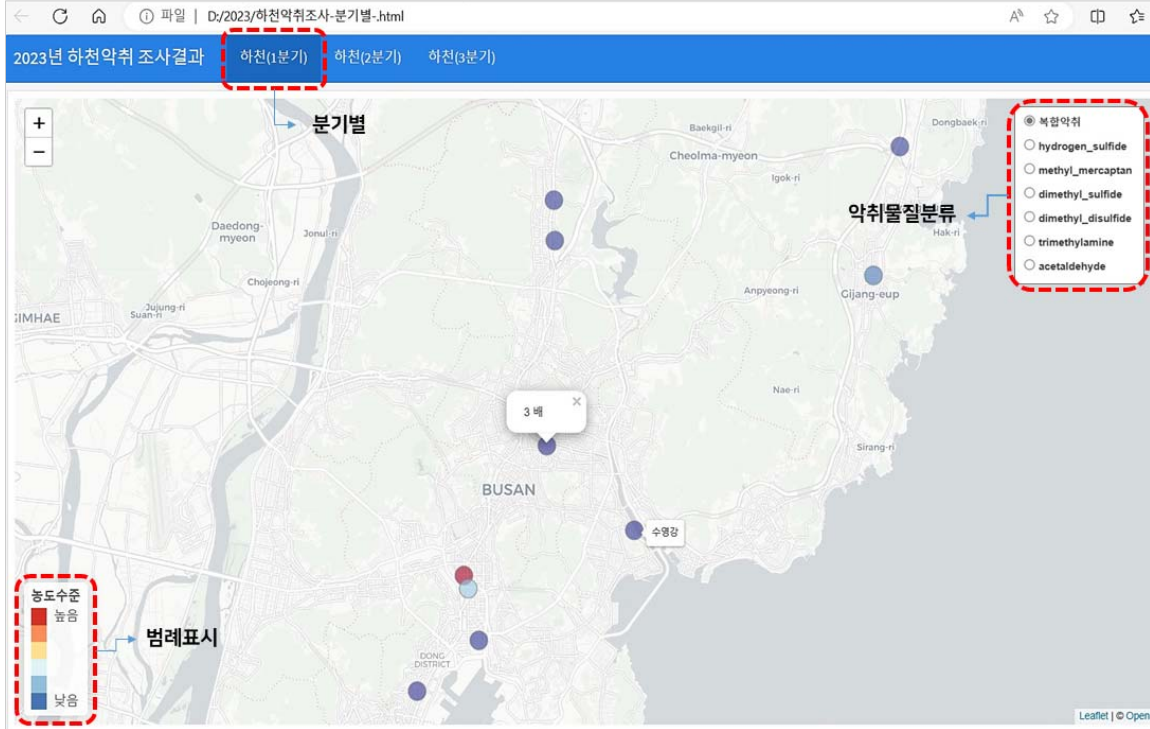 파일 | D:/2023/하천악취조사-분기별-.html
2023년 하천악취 조사결과 하천(1분기) 하천(2분기) 하천(3분기)
분기별
+
−
Baekgil-ri
Dongbaek-ri
Cheolma-myeon
Igok-ri
복합악취
hydrogen_sulfide
methyl_mercaptan
dimethyl_sulfide
dimethyl_disulfide
trimethylamine
acetaldehyde
악취물질분류
Hak-ri
Daedong-
myeon
Jonul-ri
Chojeong-ri
Anpyeong-ri
Gijang-eup
Jujung-ri
Suan-ri
GIMHAE
Nae-ri
3 배
×
Sirang-ri
BUSAN
수영강
농도수준
높음
낮음
범례표시
DONG
DISTRICT
Leaflet | © Open